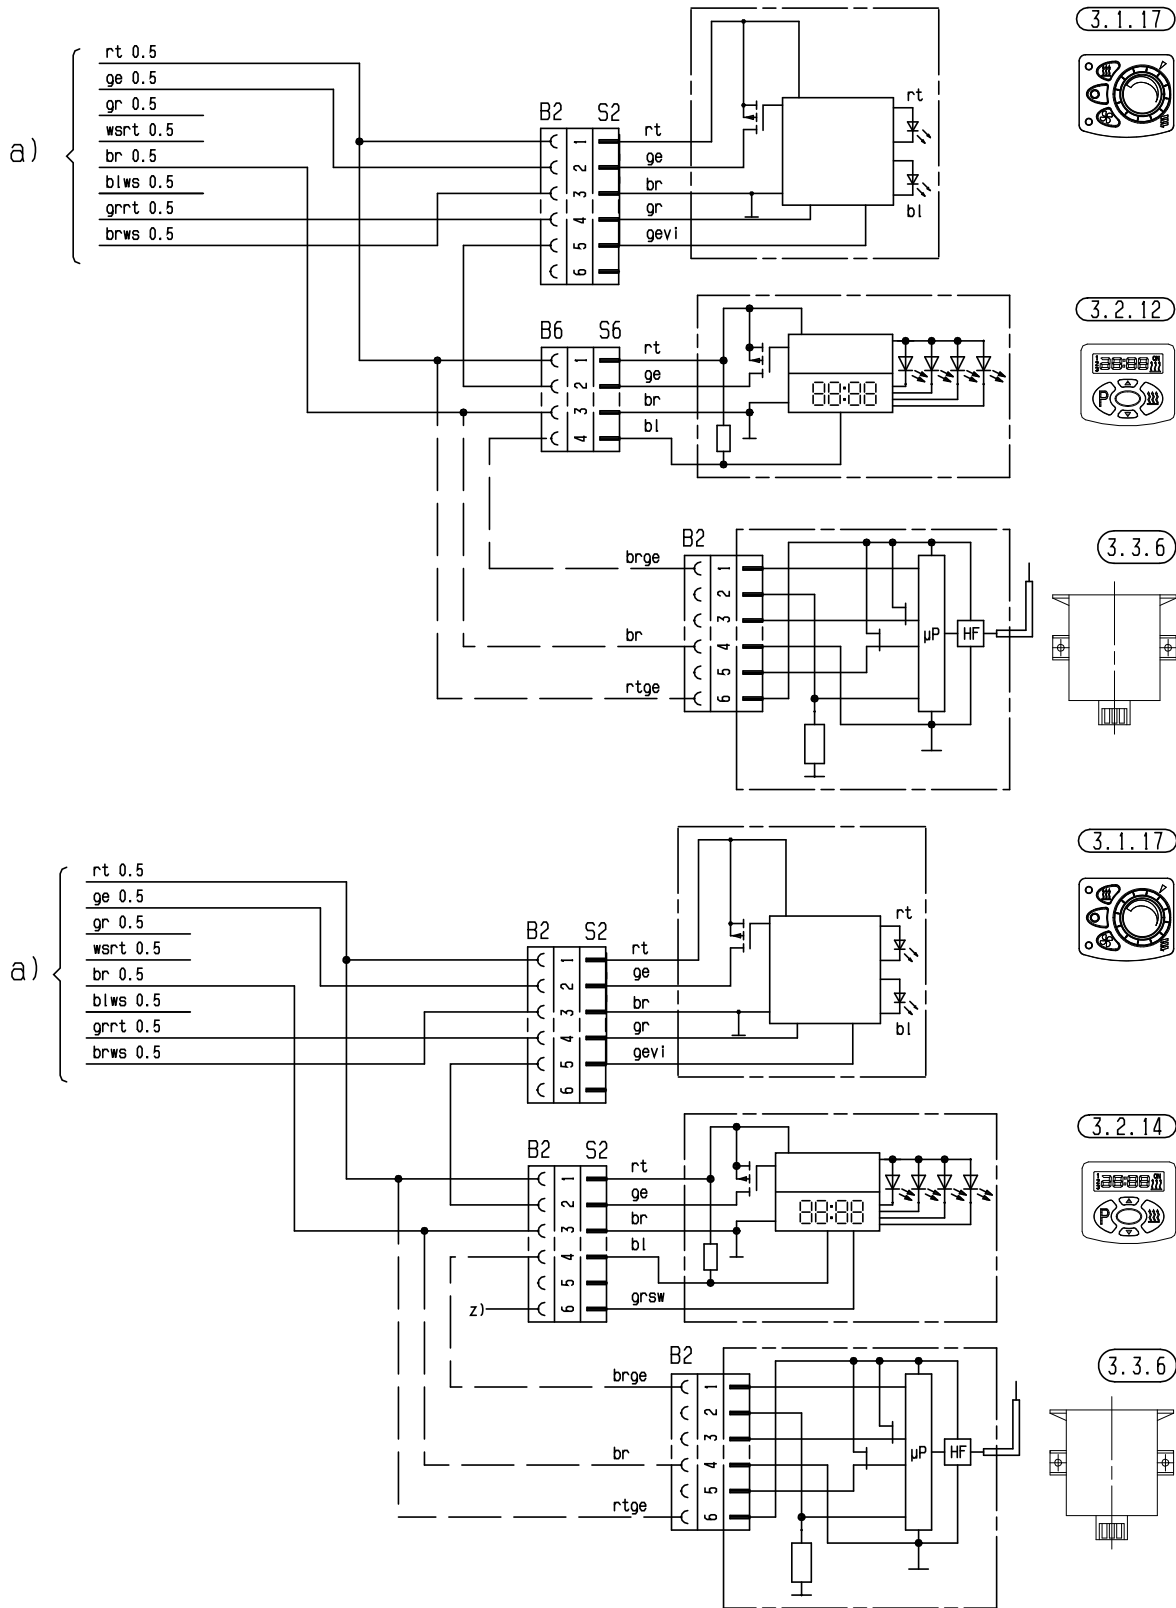 3.1.17
a)
rt 0.5
ge 0.5
gr 0.5
wsrt 0.5
br 0.5
blws 0.5
grrt 0.5
brws 0.5
B2 S2
1 rt
2 ge
3 br
4 gr
5 gevi
6
rt
bl
3.2.12
B6 S6
1 rt
2 ge
3 br
4 bl
88:88
P
3.3.6
B2
brge 1
2
3
br 4
5
rtge 6
µP
HF
3.1.17
a)
rt 0.5
ge 0.5
gr 0.5
wsrt 0.5
br 0.5
blws 0.5
grrt 0.5
brws 0.5
B2 S2
1 rt
2 ge
3 br
4 gr
5 gevi
6
rt
bl
3.2.14
B2 S2
1 rt
2 ge
3 br
4 bl
5
z) 6 grsw
88:88
P
3.3.6
B2
brge 1
2
3
br 4
5
rtge 6
µP
HF